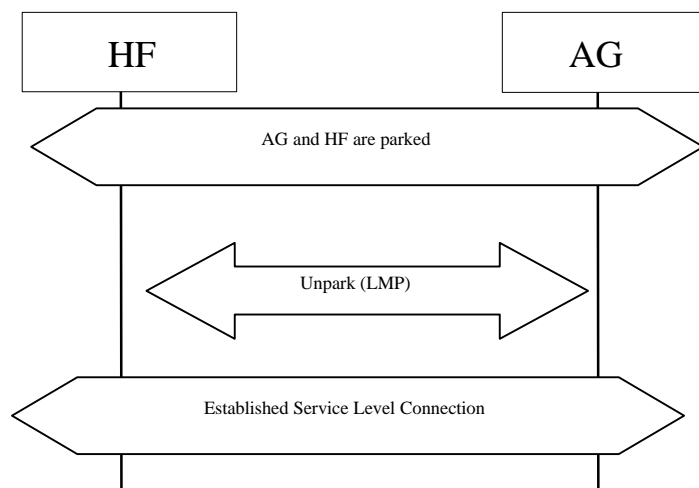 HF
AG
AG and HF are parked
Unpark (LMP)
Established Service Level Connection